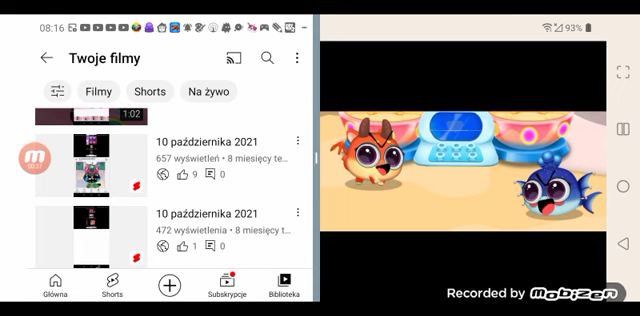 08:16
93%
Twoje filmy
Filmy
Shorts
Na żywo
1:02
10 października 2021
657 wyświetleń • 8 miesięcy te...
9
0
10 października 2021
472 wyświetlenia • 8 miesięcy t...
1
0
Główna
Shorts
Subskrypcje
Biblioteka
Recorded by mobizen